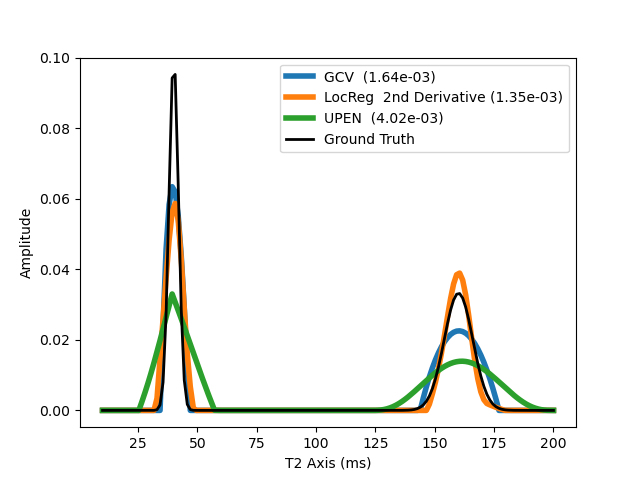 GCV (1.64e-03)
LocReg 2nd Derivative (1.35e-03)
UPEN (4.02e-03)
Ground Truth
Amplitude
0.10
0.08
0.06
0.04
0.02
0.00
25 50 75 100 125 150 175 200
T2 Axis (ms)